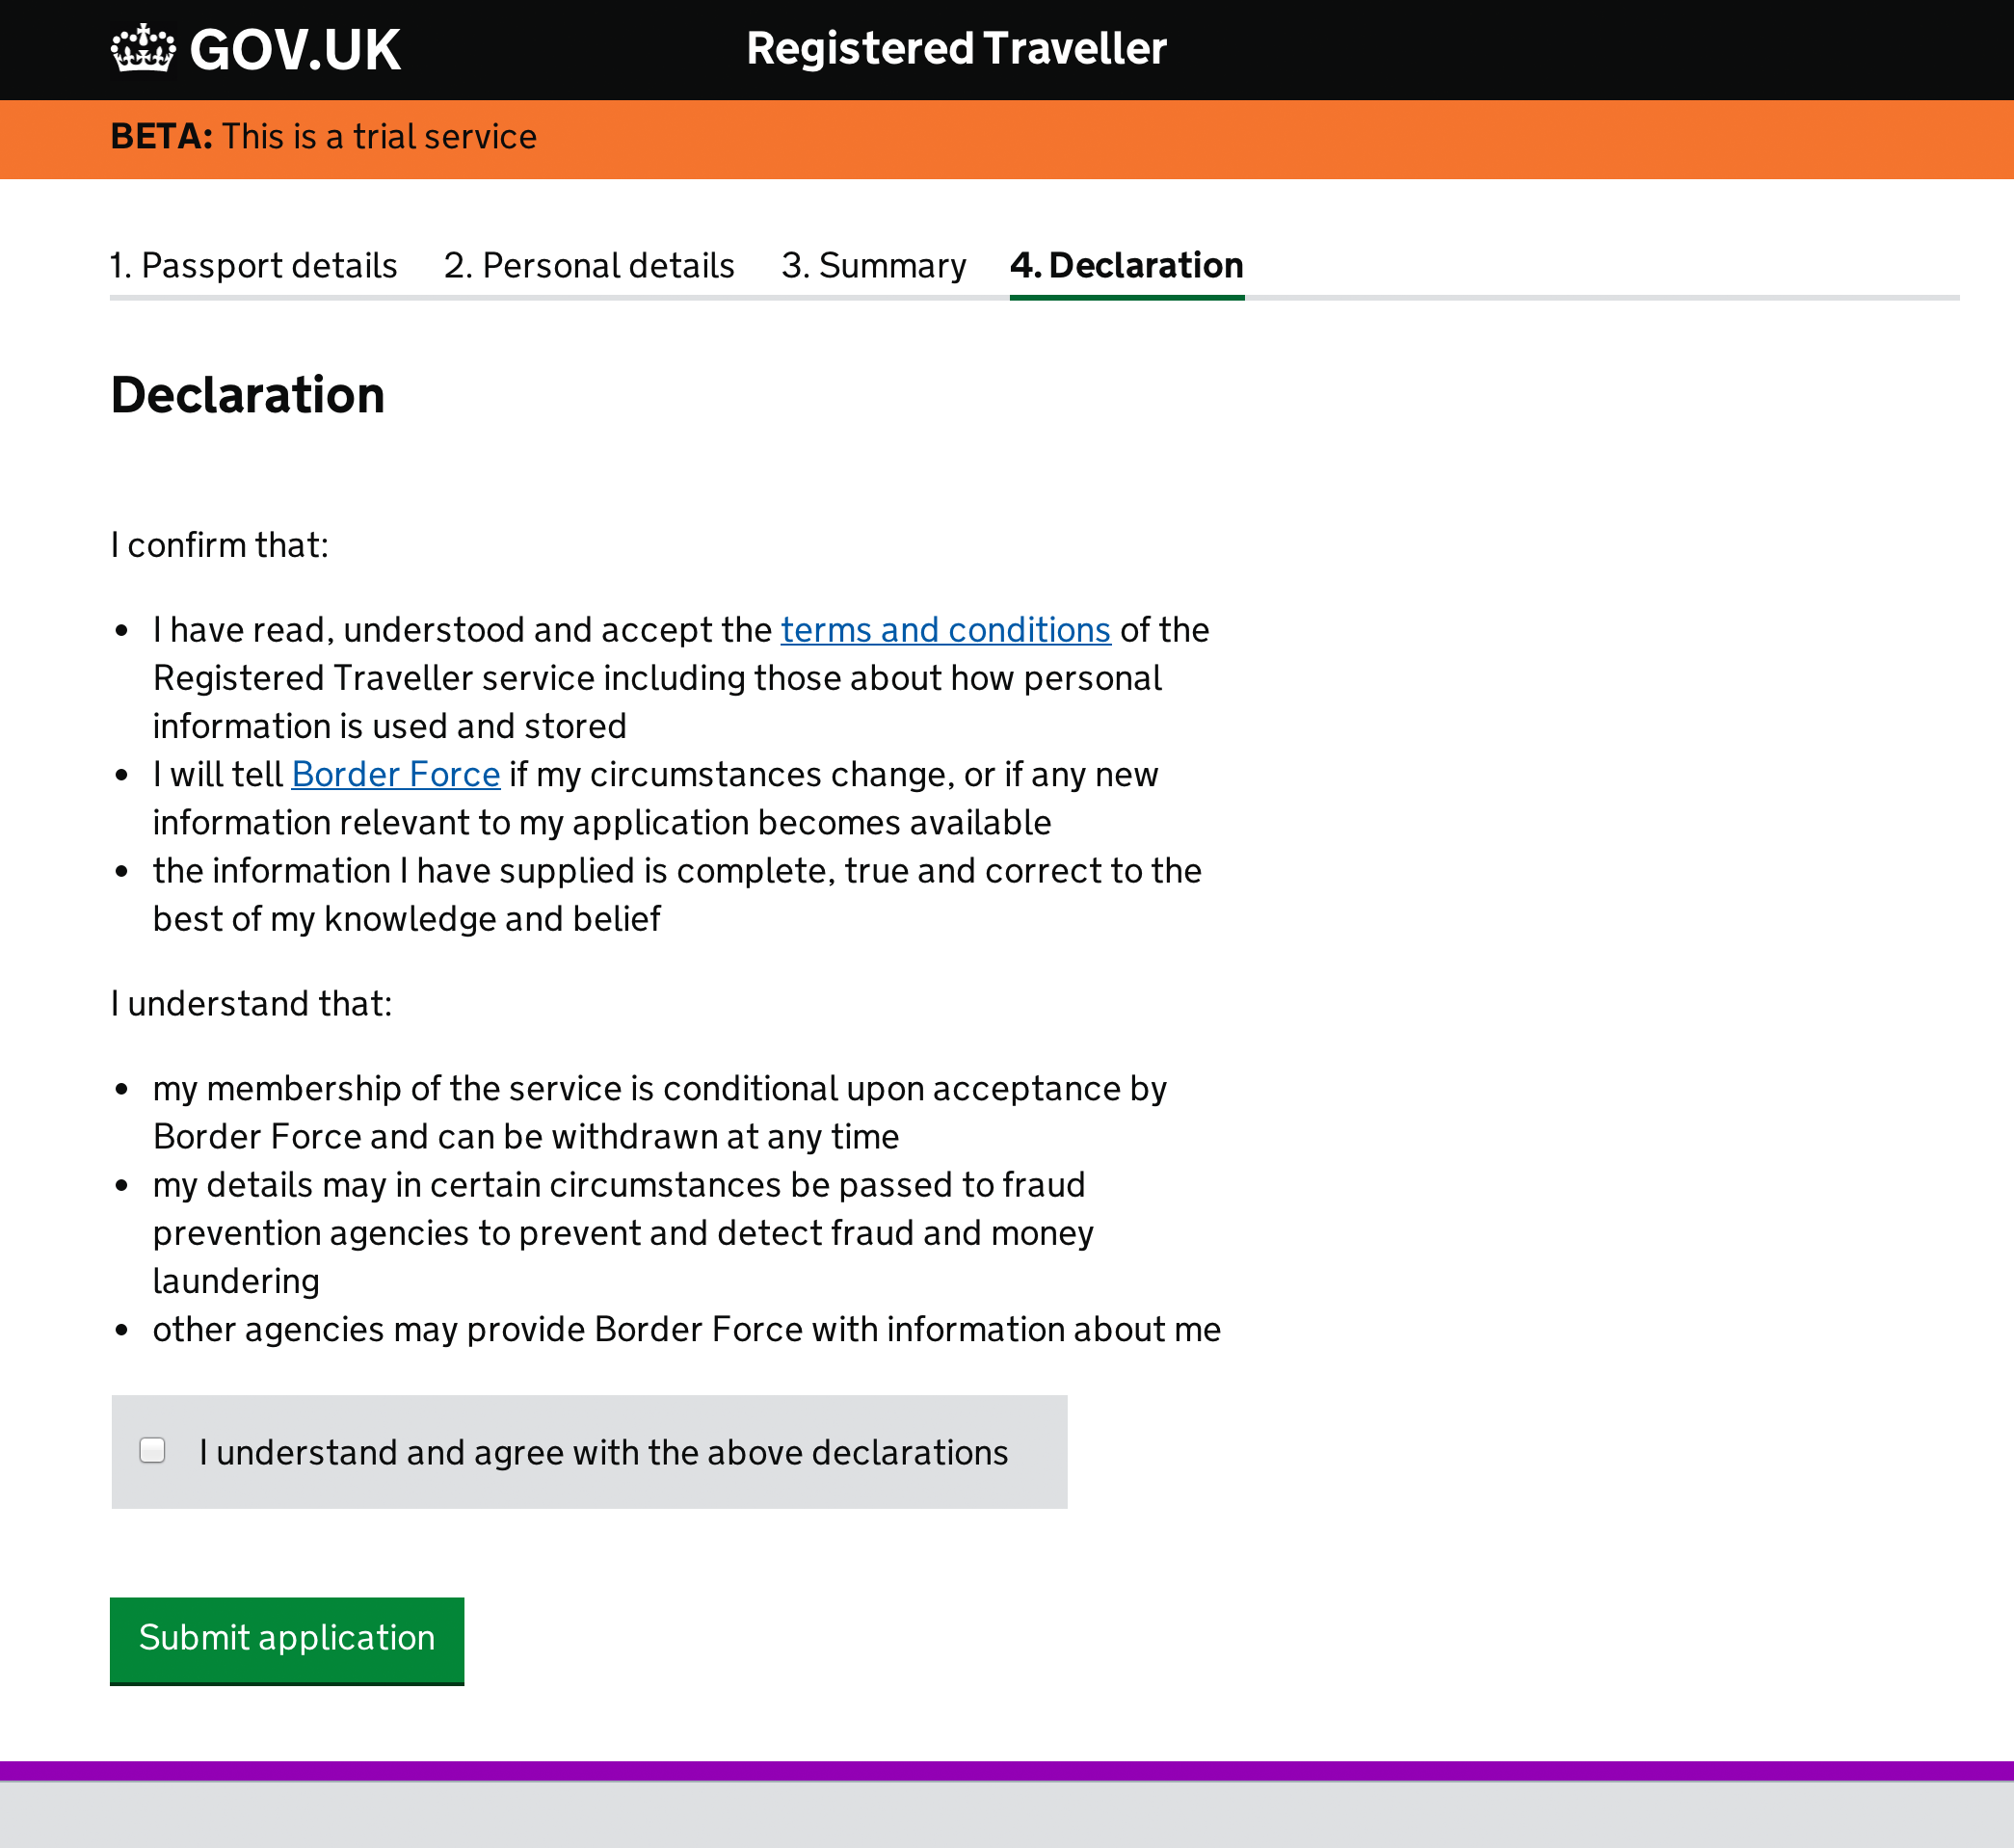 GOV.UK
Registered Traveller
BETA: This is a trial service
1. Passport details 2. Personal details 3. Summary 4. Declaration
Declaration
I confirm that:
• I have read, understood and accept the terms and conditions of the
Registered Traveller service including those about how personal
information is used and stored
• I will tell Border Force if my circumstances change, or if any new
information relevant to my application becomes available
• the information I have supplied is complete, true and correct to the
best of my knowledge and belief
I understand that:
• my membership of the service is conditional upon acceptance by
Border Force and can be withdrawn at any time
• my details may in certain circumstances be passed to fraud
prevention agencies to prevent and detect fraud and money
laundering
• other agencies may provide Border Force with information about me
I understand and agree with the above declarations
Submit application